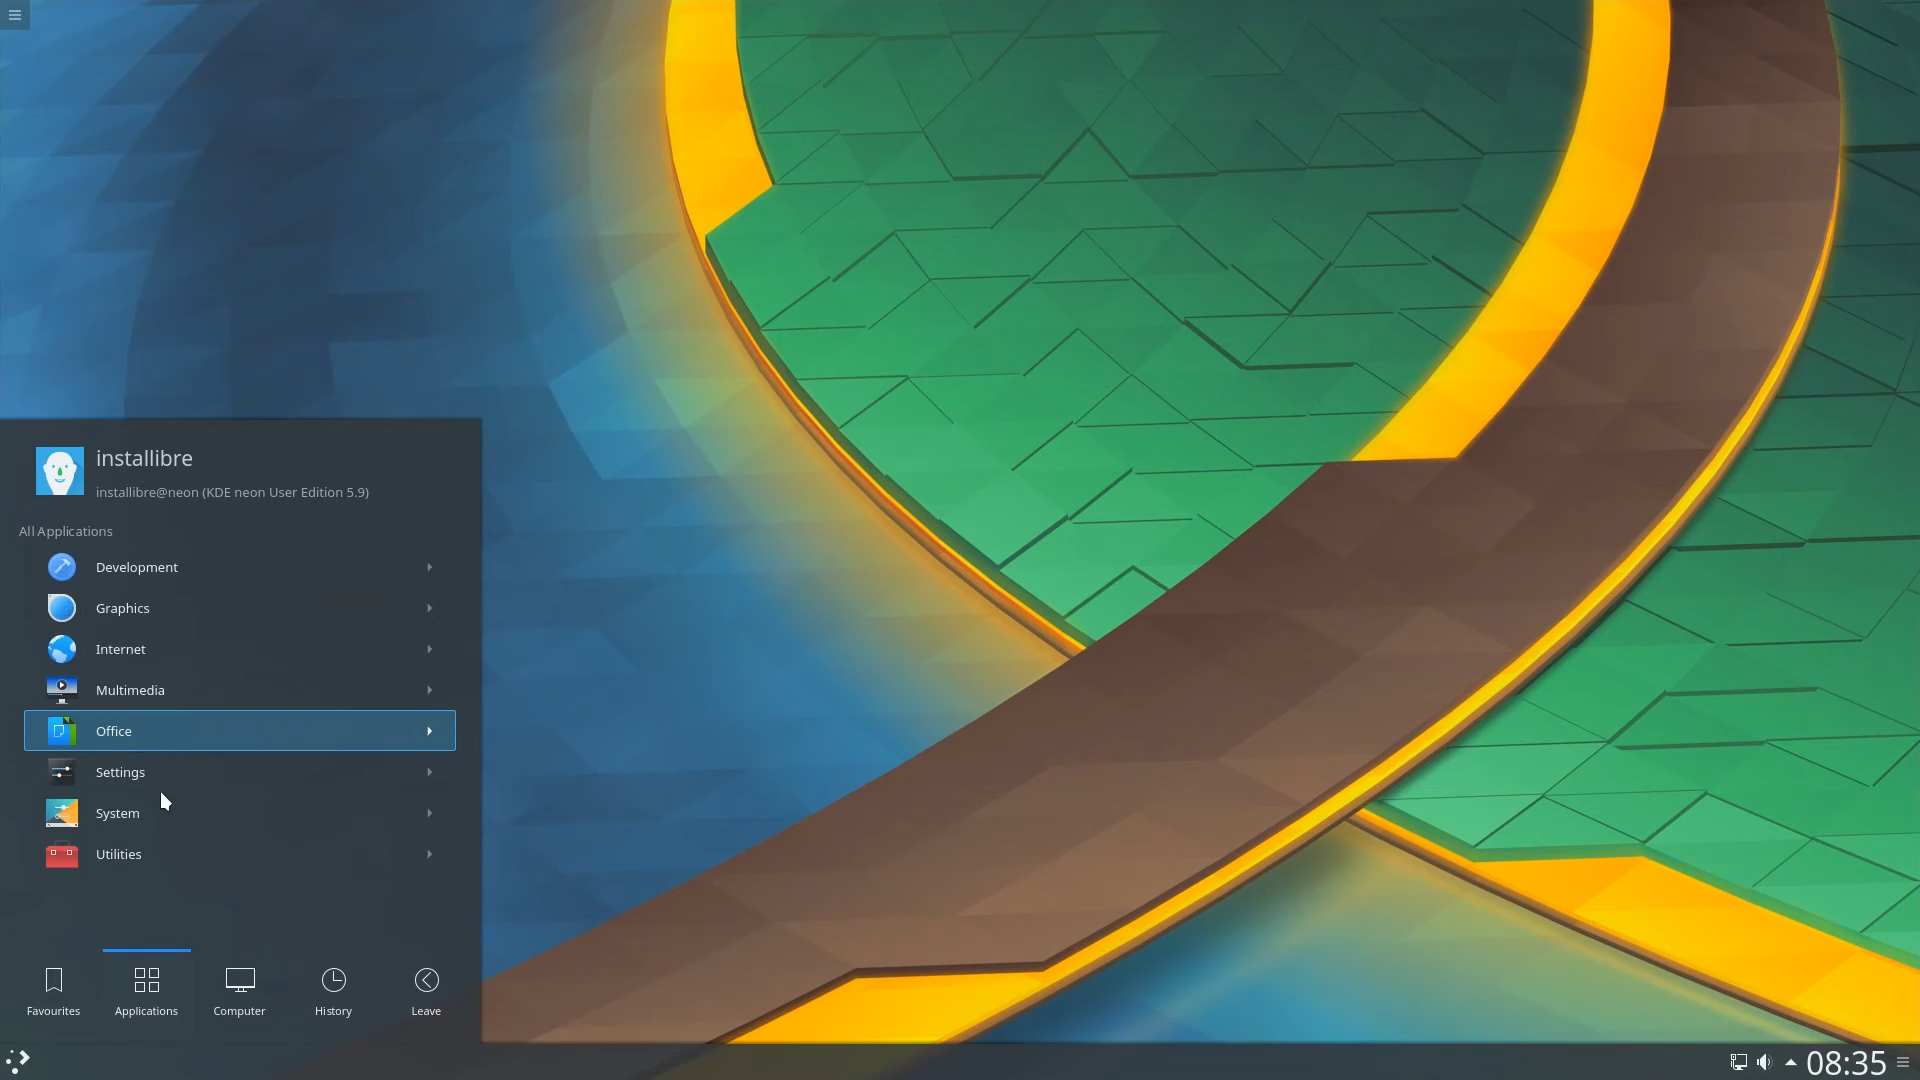 installibre
installibre@neon (KDE neon User Edition 5.9)
All Applications
Development
Graphics
Internet
Multimedia
Office
Settings
System
Utilities
Favourites
Applications
Computer
History
Leave
08:35